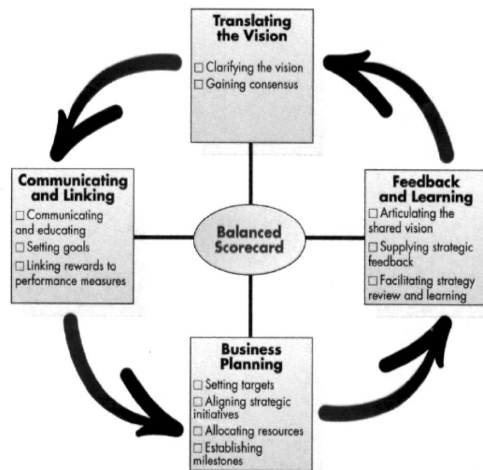 Translating
the Vision
☐ Clarifying the vision
☐ Gaining consensus
Communicating
and Linking
☐ Communicating
and educating
☐ Setting goals
☐ Linking rewards to
performance measures
Balanced
Scorecard
Feedback
and Learning
☐ Articulating the
shared vision
☐ Supplying strategic
feedback
☐ Facilitating strategy
review and learning
Business
Planning
☐ Setting targets
☐ Aligning strategic
initiatives
☐ Allocating resources
☐ Establishing
milestones